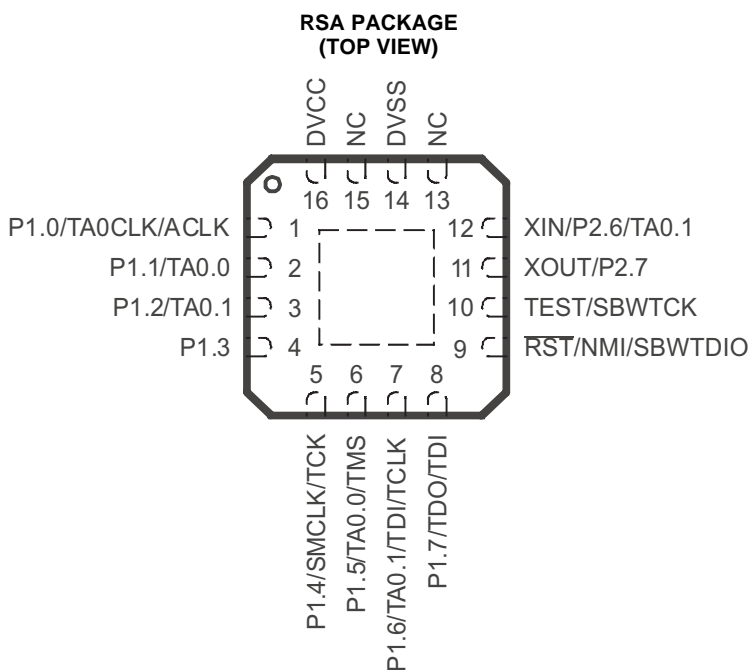 RSA PACKAGE
(TOP VIEW)
DVCC
NC
DVSS
NC
16
15
14
13
P1.0/TA0CLK/ACLK
1
12
XIN/P2.6/TA0.1
P1.1/TA0.0
2
11
XOUT/P2.7
P1.2/TA0.1
3
10
TEST/SBWTCK
P1.3
4
9
RST/NMI/SBWTDIO
5
6
7
8
P1.4/SMCLK/TCK
P1.5/TA0.0/TMS
P1.6/TA0.1/TDI/TCLK
P1.7/TDO/TDI